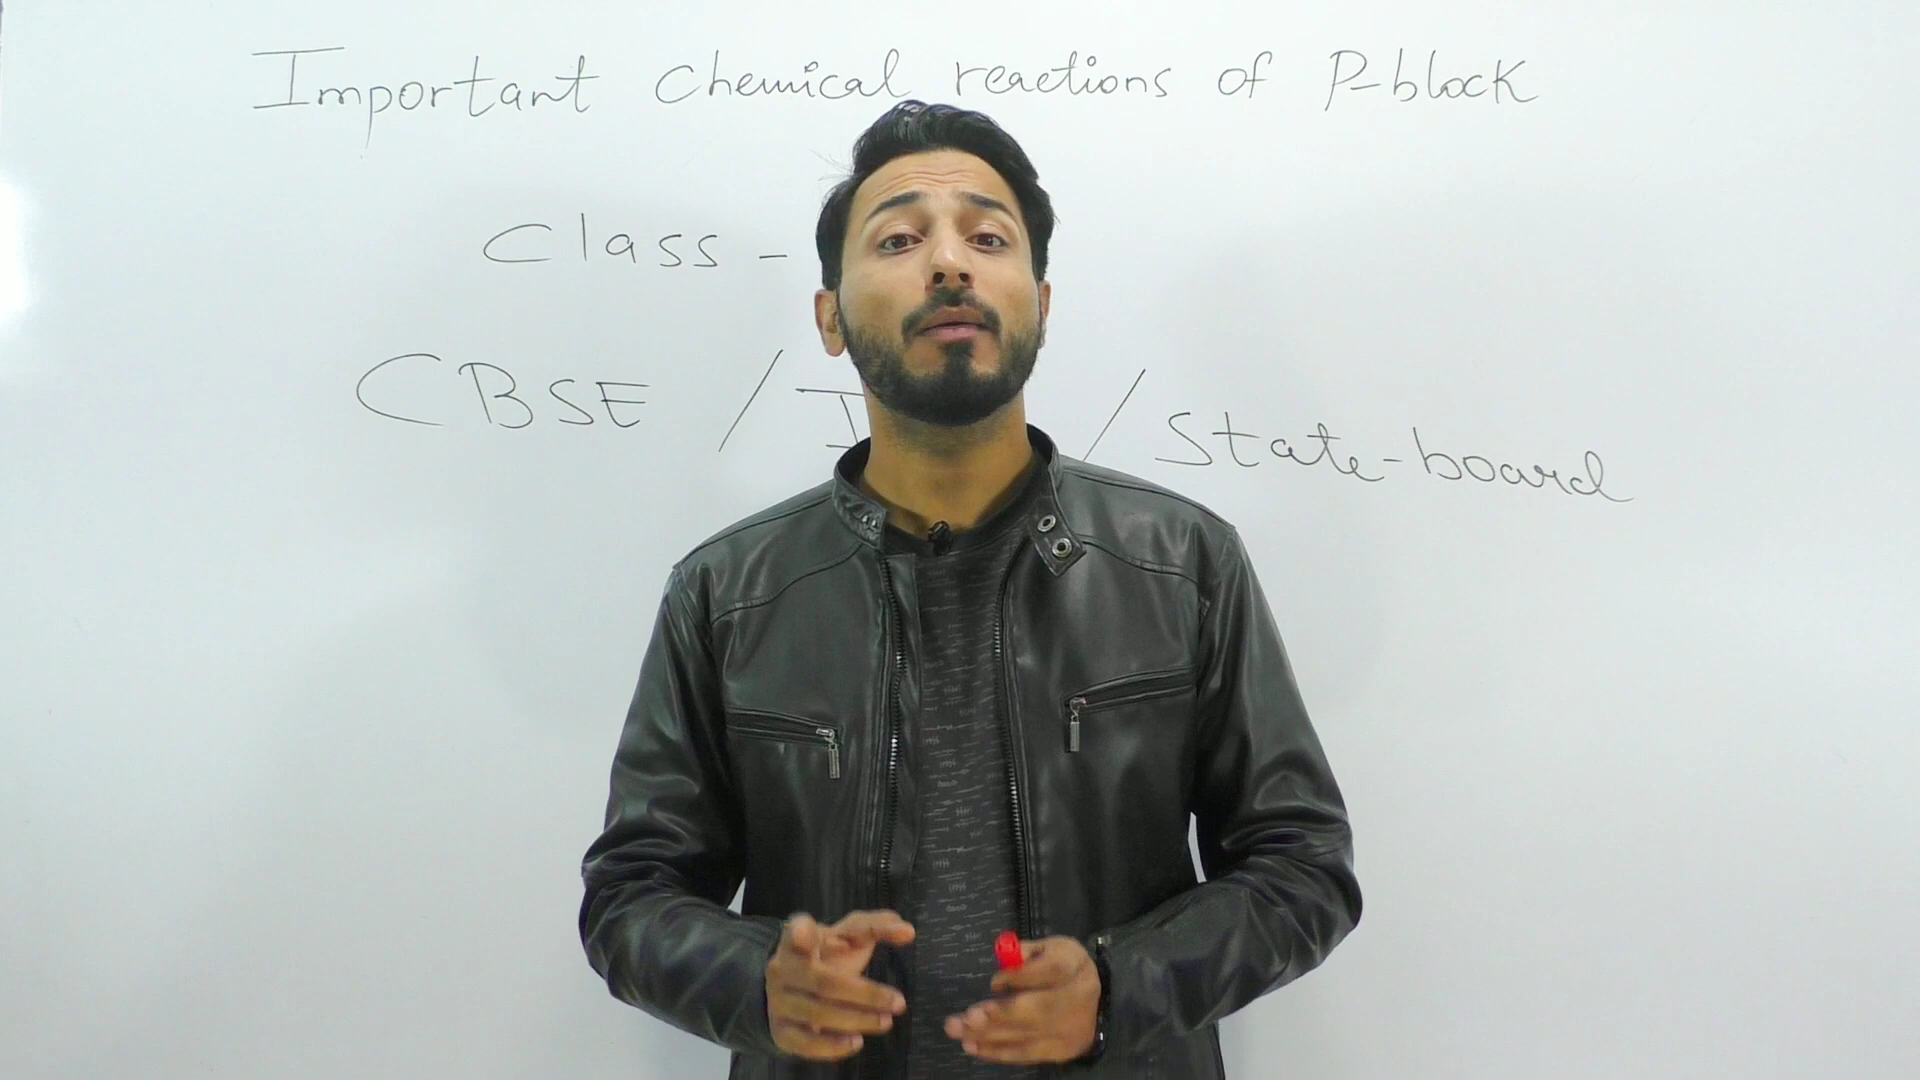 Important Chemical reactions of P-block
Class -
CBSE / I / State-board